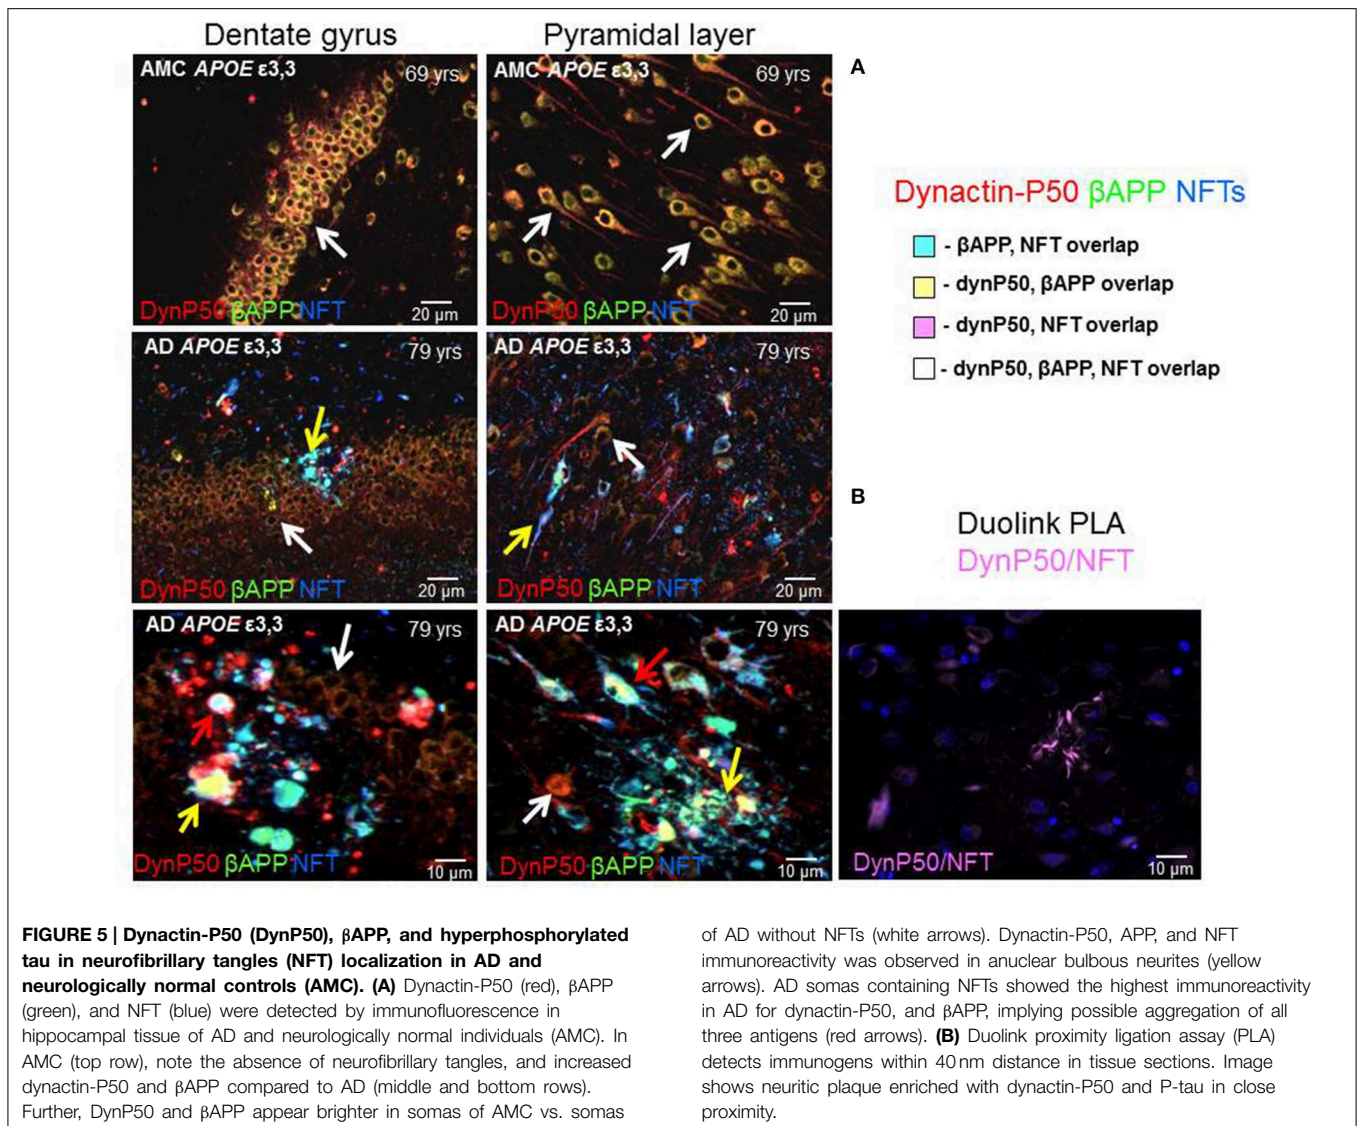 Dentate gyrus
Pyramidal layer
AMC APOE ε3,3 69 yrs
DynP50 βAPP NFT 20 µm
AMC APOE ε3,3 69 yrs
DynP50 βAPP NFT 20 µm
A
Dynactin-P50 βAPP NFTs
- βAPP, NFT overlap
- dynP50, βAPP overlap
- dynP50, NFT overlap
- dynP50, βAPP, NFT overlap
AD APOE ε3,3 79 yrs
DynP50 βAPP NFT 20 µm
AD APOE ε3,3 79 yrs
DynP50 βAPP NFT 20 µm
AD APOE ε3,3 79 yrs
DynP50 βAPP NFT 10 µm
AD APOE ε3,3 79 yrs
DynP50 βAPP NFT 10 µm
B
Duolink PLA
DynP50/NFT
DynP50/NFT 10 µm
FIGURE 5 | Dynactin-P50 (DynP50), βAPP, and hyperphosphorylated
tau in neurofibrillary tangles (NFT) localization in AD and
neurologically normal controls (AMC). (A) Dynactin-P50 (red), βAPP
(green), and NFT (blue) were detected by immunofluorescence in
hippocampal tissue of AD and neurologically normal individuals (AMC). In
AMC (top row), note the absence of neurofibrillary tangles, and increased
dynactin-P50 and βAPP compared to AD (middle and bottom rows).
Further, DynP50 and βAPP appear brighter in somas of AMC vs. somas
of AD without NFTs (white arrows). Dynactin-P50, APP, and NFT
immunoreactivity was observed in anuclear bulbous neurites (yellow
arrows). AD somas containing NFTs showed the highest immunoreactivity
in AD for dynactin-P50, and βAPP, implying possible aggregation of all
three antigens (red arrows). (B) Duolink proximity ligation assay (PLA)
detects immunogens within 40 nm distance in tissue sections. Image
shows neuritic plaque enriched with dynactin-P50 and P-tau in close
proximity.